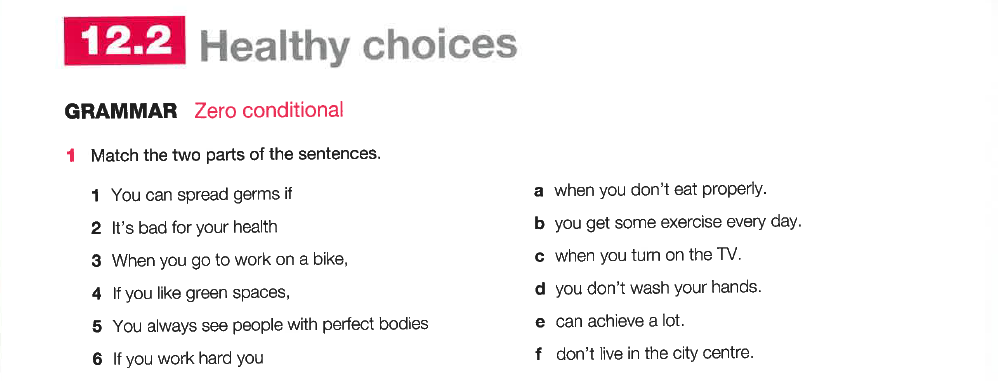 12.2 Healthy choices
GRAMMAR Zero conditional
1 Match the two parts of the sentences.
1 You can spread germs if
2 It's bad for your health
3 When you go to work on a bike,
4 If you like green spaces,
5 You always see people with perfect bodies
6 If you work hard you
a when you don't eat properly.
b you get some exercise every day.
c when you turn on the TV.
d you don't wash your hands.
e can achieve a lot.
f don't live in the city centre.